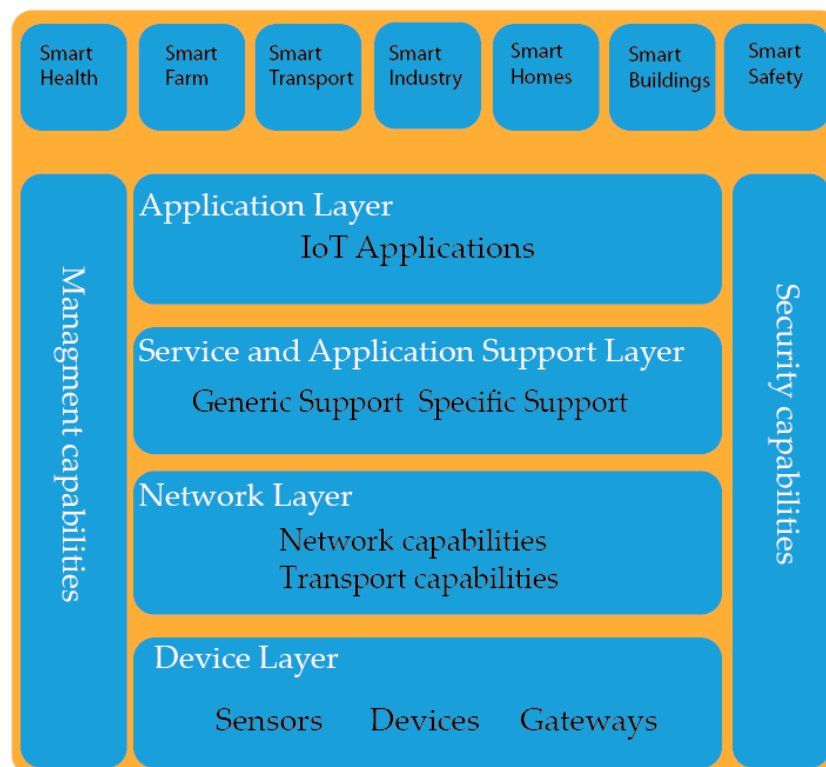 Smart
Health
Smart
Farm
Smart
Transport
Smart
Industry
Smart
Homes
Smart
Buildings
Smart
Safety
Managment capabilities
Application Layer
IoT Applications
Service and Application Support Layer
Generic Support Specific Support
Network Layer
Network capabilities
Transport capabilities
Device Layer
Sensors Devices Gateways
Security capabilities